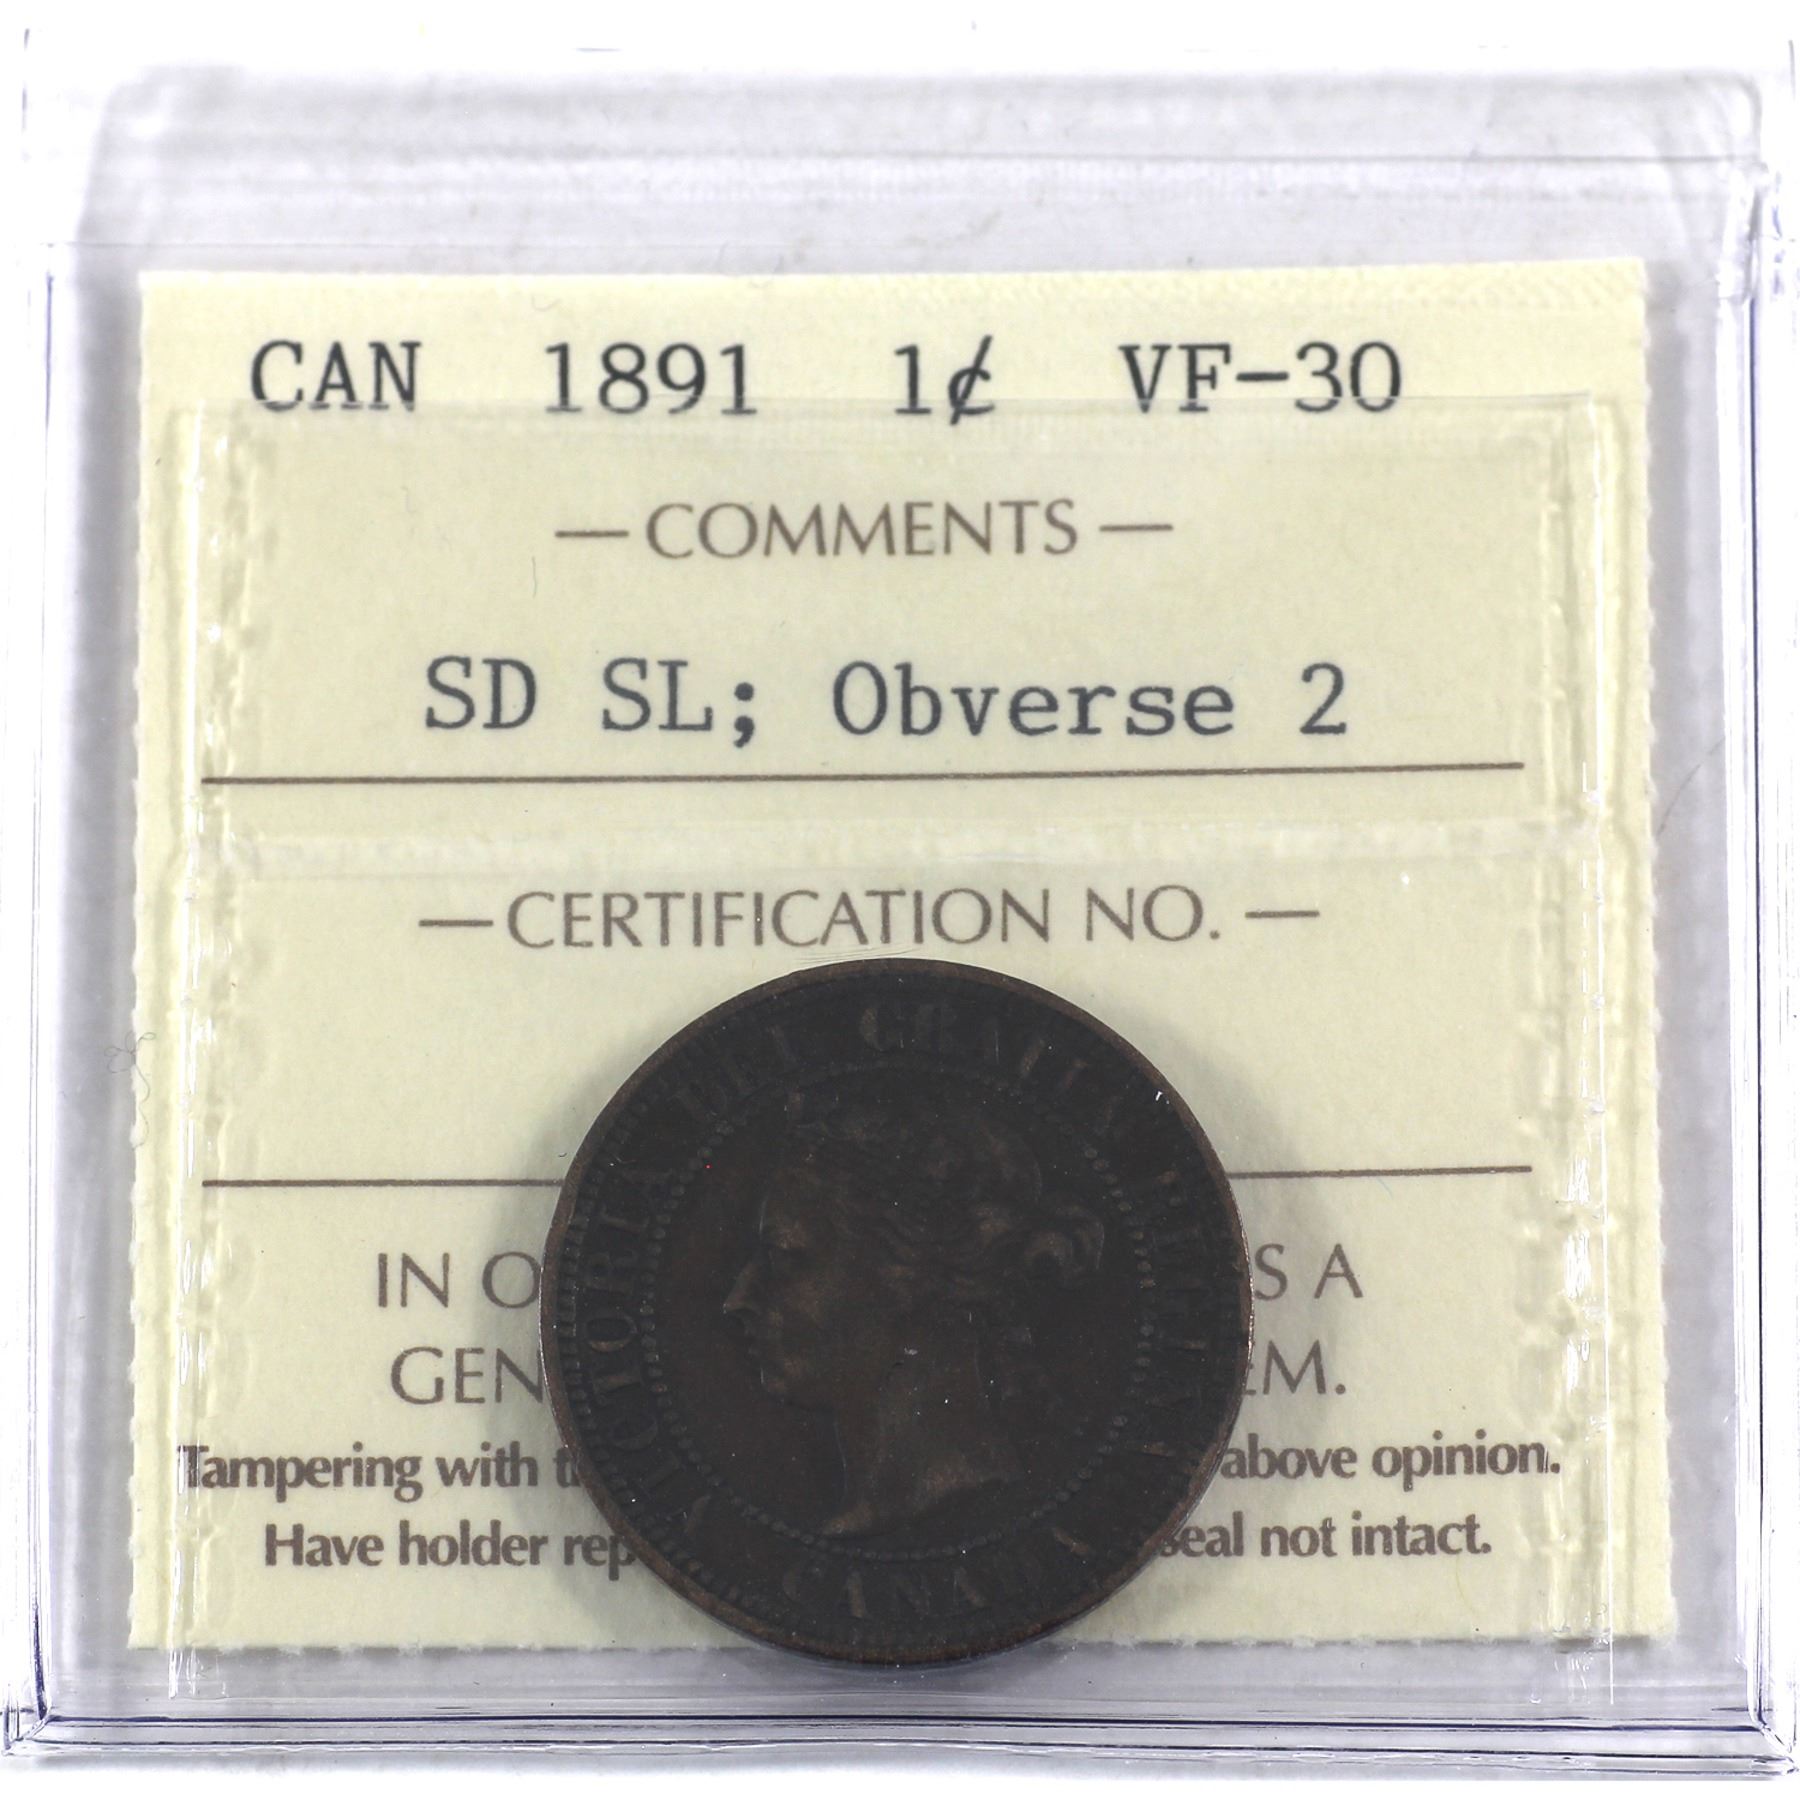 CAN 1891 1¢ VF-30
— COMMENTS —
SD SL; Obverse 2
— CERTIFICATION NO. —
IN O S A
GEN EM.
Tampering with t above opinion.
Have holder rep seal not intact.
VICTORIA DEI GRATIA REGINA
CANADA